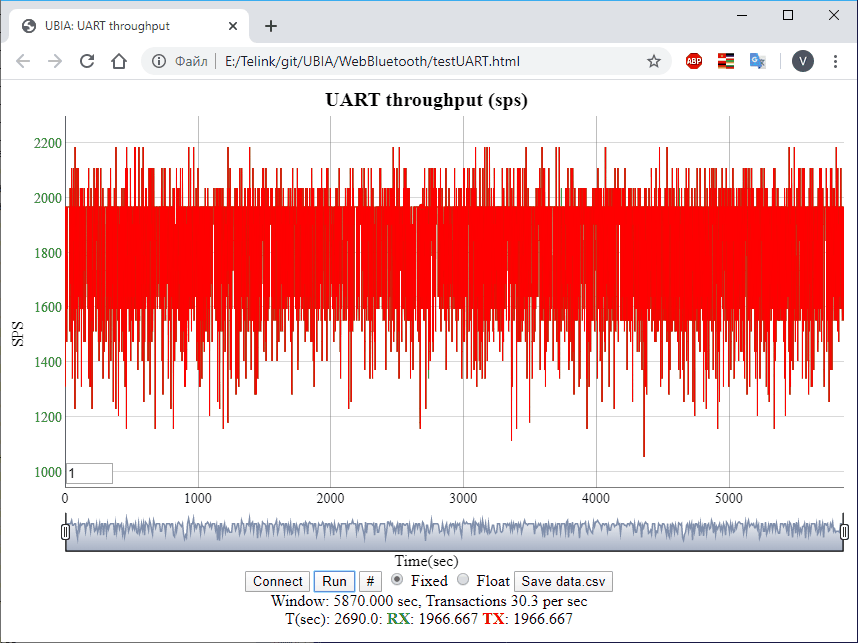 UBIA: UART throughput
Файл E:/Telink/git/UBIA/WebBluetooth/testUART.html
ABP
G
V
UART throughput (sps)
2200
2000
1800
1600
1400
1200
1000
SPS
1
0 1000 2000 3000 4000 5000
Time(sec)
Connect Run # Fixed Float Save data.csv
Window: 5870.000 sec, Transactions 30.3 per sec
T(sec): 2690.0: RX: 1966.667 TX: 1966.667